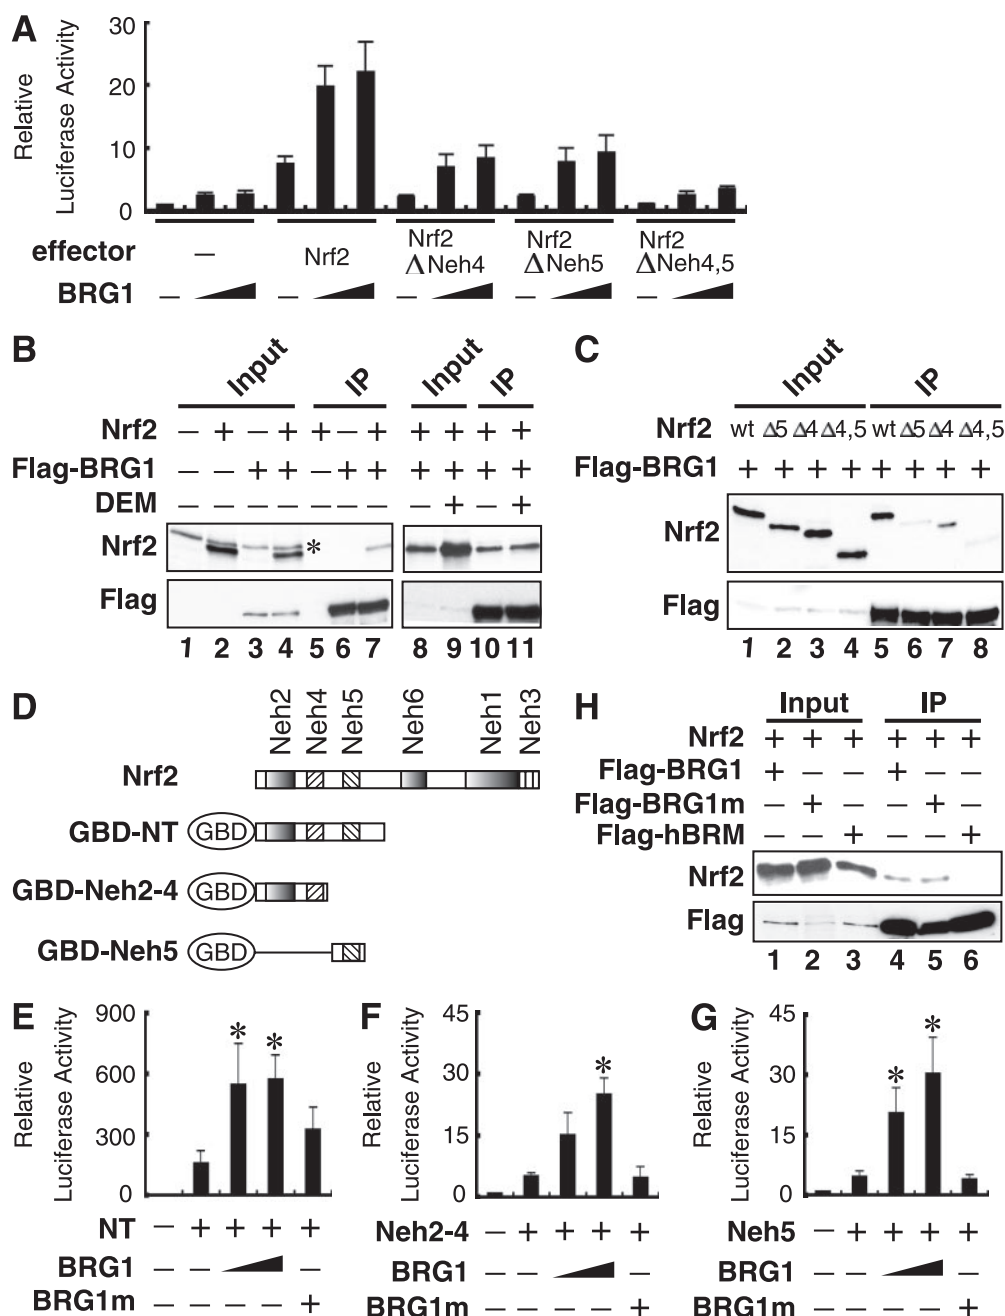 A
Relative
Luciferase Activity
30
20
10
0
effector
— Nrf2 Nrf2 ΔNeh4 Nrf2 ΔNeh5 Nrf2 ΔNeh4,5
BRG1 — — — — —
B
Input IP Input IP
Nrf2 — + — + + — + + + + +
Flag-BRG1 — — + + — + + + + + +
DEM — — — — — — — — + — +
Nrf2 *
Flag
1 2 3 4 5 6 7 8 9 10 11
C
Input IP
Nrf2 wt Δ5 Δ4 Δ4,5 wt Δ5 Δ4 Δ4,5
Flag-BRG1 + + + + + + + +
Nrf2
Flag
1 2 3 4 5 6 7 8
D
Neh2 Neh4 Neh5 Neh6 Neh1 Neh3
Nrf2
GBD-NT GBD
GBD-Neh2-4 GBD
GBD-Neh5 GBD
H
Input IP
Nrf2 + + + + + +
Flag-BRG1 + — — + — —
Flag-BRG1m — + — — + —
Flag-hBRM — — + — — +
Nrf2
Flag
1 2 3 4 5 6
E
Relative
Luciferase Activity
900
600
300
0
* *
NT — + + + +
BRG1 — — —
BRG1m — — — — +
F
Relative
Luciferase Activity
45
30
15
0
*
Neh2-4 — + + + +
BRG1 — — —
BRG1m — — — — +
G
Relative
Luciferase Activity
45
30
15
0
* *
Neh5 — + + + +
BRG1 — — —
BRG1m — — — — +